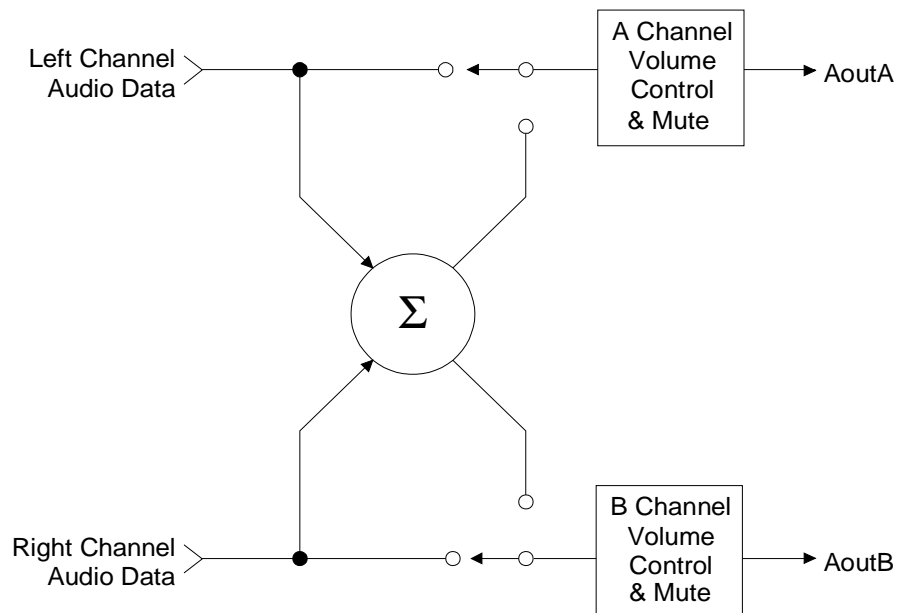 Left Channel
Audio Data
A Channel
Volume
Control
& Mute
AoutA
Σ
Right Channel
Audio Data
B Channel
Volume
Control
& Mute
AoutB